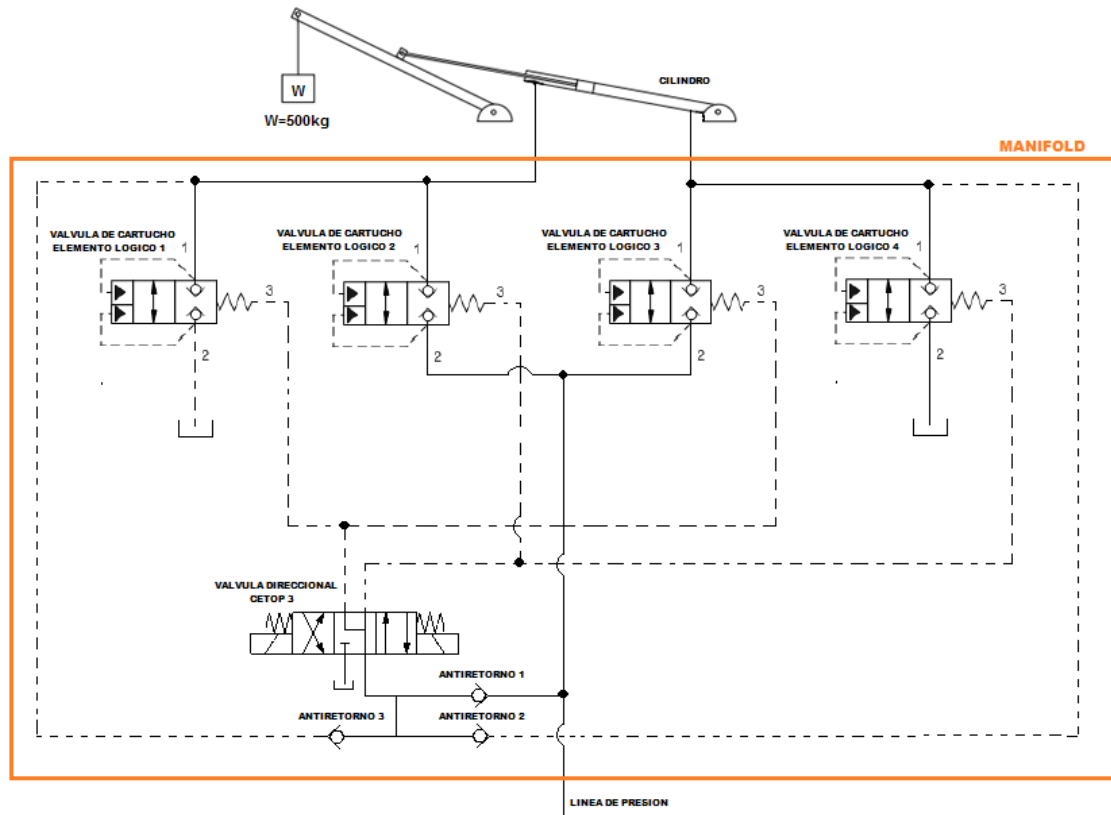 CILINDRO
W
W=500kg
MANIFOLD
VALVULA DE CARTUCHO
ELEMENTO LOGICO 1
1
3
2
VALVULA DE CARTUCHO
ELEMENTO LOGICO 2
1
3
2
VALVULA DE CARTUCHO
ELEMENTO LOGICO 3
1
3
2
VALVULA DE CARTUCHO
ELEMENTO LOGICO 4
1
3
2
VALVULA DIRECCIONAL
CETOP 3
ANTIRETORNO 1
ANTIRETORNO 3
ANTIRETORNO 2
LINEA DE PRESION